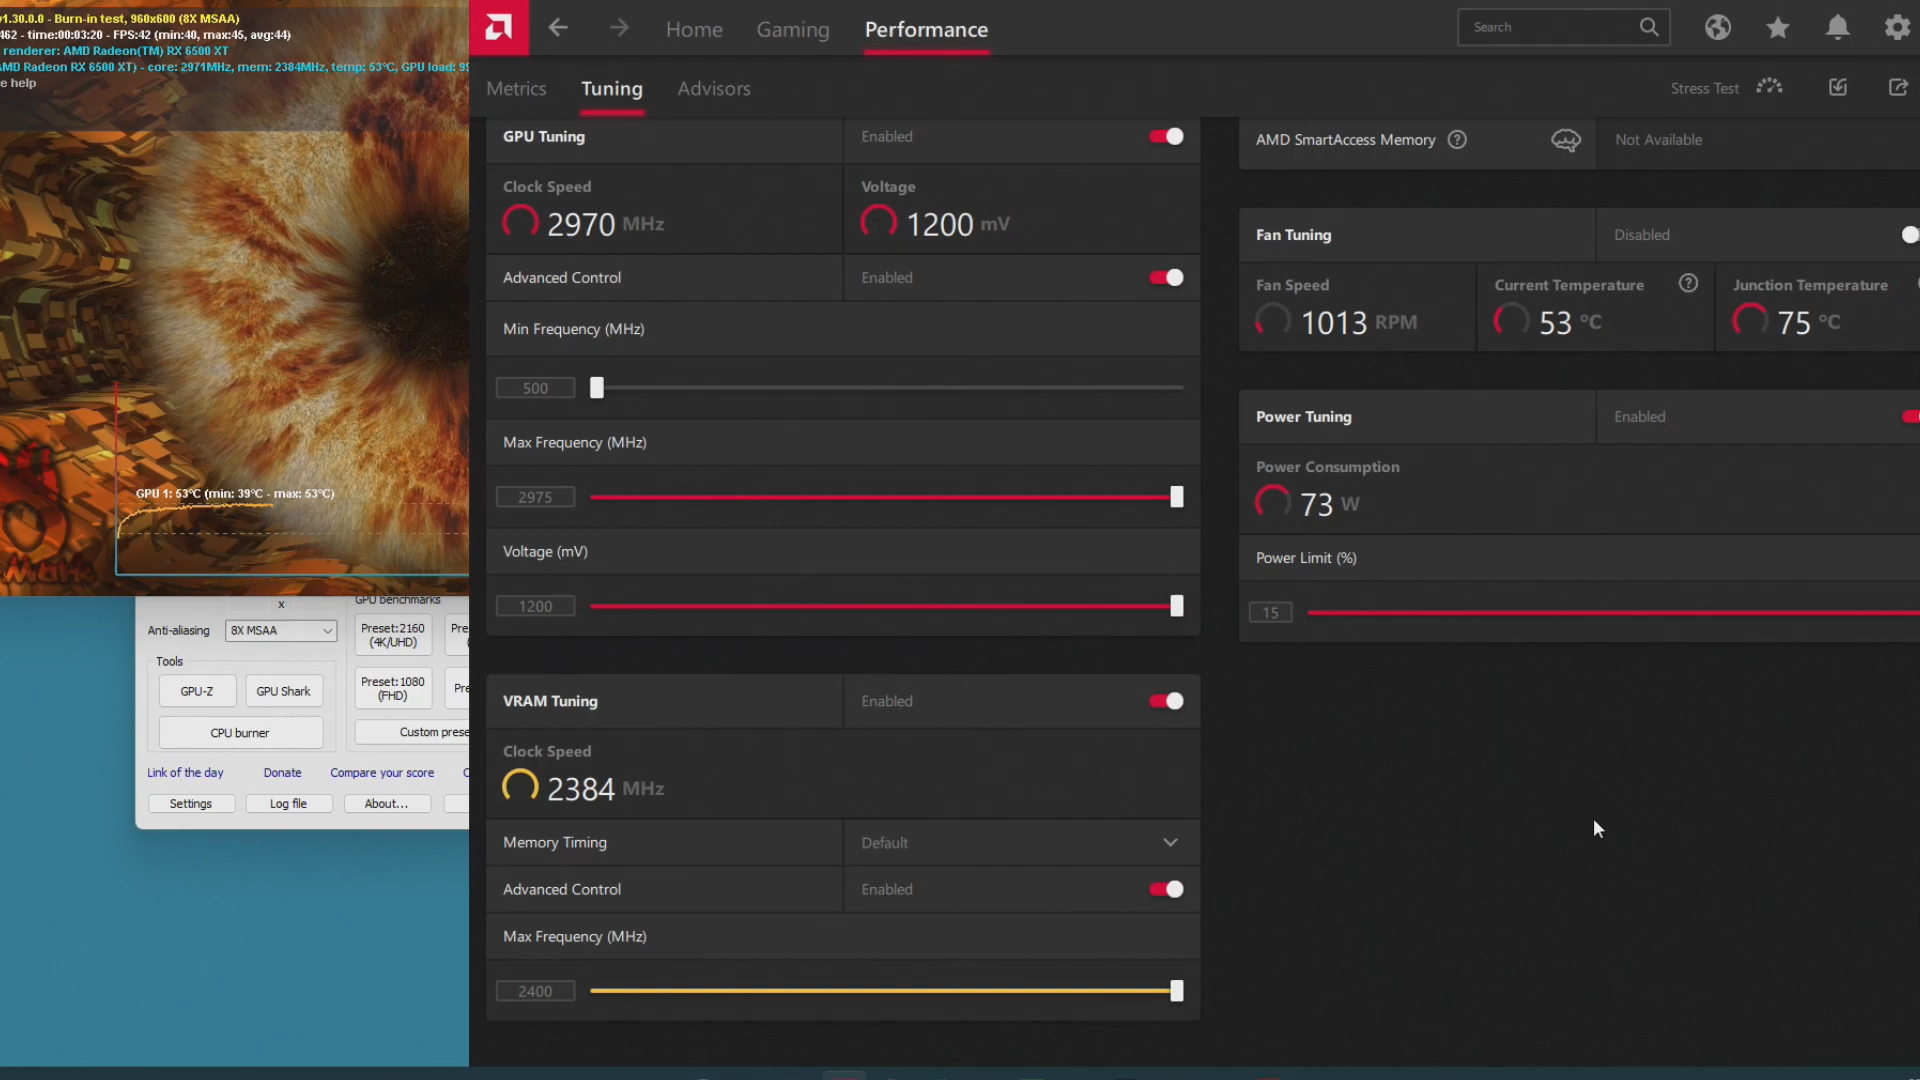 v1.30.0.0 - Burn-in test, 960x600 (8X MSAA)
462 - time:00:03:20 - FPS:42 (min:40, max:45, avg:44)
renderer: AMD Radeon(TM) RX 6500 XT
AMD Radeon RX 6500 XT) - core: 2971MHz, mem: 2384MHz, temp: 53°C, GPU load: 99
e help
GPU 1: 53°C (min: 39°C - max: 53°C)
x
GPU benchmarks
Anti-aliasing
8X MSAA
Preset:2160
(4K/UHD)
Pre
Tools
GPU-Z
GPU Shark
Preset:1080
(FHD)
Pre
CPU burner
Custom prese
Link of the day
Donate
Compare your score
Settings
Log file
About...
Home
Gaming
Performance
Search
Metrics
Tuning
Advisors
Stress Test
GPU Tuning
Enabled
Clock Speed
2970 MHz
Voltage
1200 mV
Advanced Control
Enabled
Min Frequency (MHz)
500
Max Frequency (MHz)
2975
Voltage (mV)
1200
VRAM Tuning
Enabled
Clock Speed
2384 MHz
Memory Timing
Default
Advanced Control
Enabled
Max Frequency (MHz)
2400
AMD SmartAccess Memory
Not Available
Fan Tuning
Disabled
Fan Speed
1013 RPM
Current Temperature
53 °C
Junction Temperature
75 °C
Power Tuning
Enabled
Power Consumption
73 W
Power Limit (%)
15